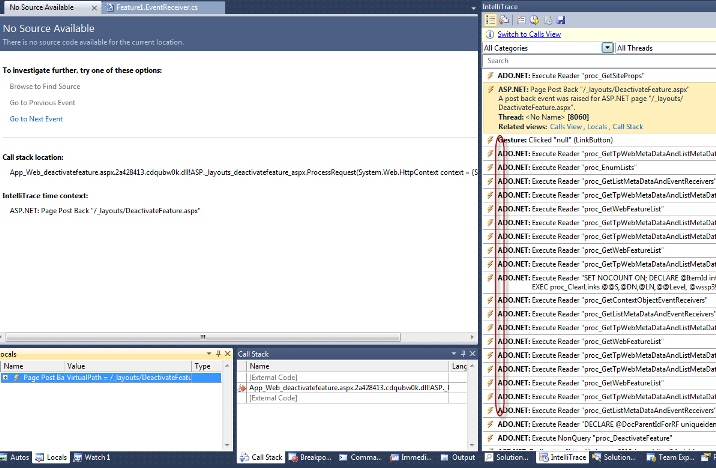 No Source Available
Feature1.EventReceiver.cs
No Source Available
There is no source code available for the current location.
To investigate further, try one of these options:
Browse to Find Source
Go to Previous Event
Go to Next Event
Call stack location:
App_Web_deactivatefeature.aspx.2a428413.cdqubw0k.dll!ASP._layouts_deactivatefeature_aspx.ProcessRequest(System.Web.HttpContext context = {S
IntelliTrace time context:
ASP.NET: Page Post Back "/_layouts/DeactivateFeature.aspx"
ocals
Name Value Type
Page Post Ba VirtualPath = /_layouts/DeactivateFeatu
Autos Locals Watch 1
Call Stack
Name Lang
[External Code]
App_Web_deactivatefeature.aspx.2a428413.cdqubw0k.dll!ASP._l
[External Code]
Call Stack Breakpo... Comma... Immedi... Output
IntelliTrace
Switch to Calls View
All Categories All Threads
Search
ADO.NET: Execute Reader "proc_GetSiteProps"
ASP.NET: Page Post Back "/_layouts/DeactivateFeature.aspx"
A post back event was raised for ASP.NET page "/_layouts/
DeactivateFeature.aspx".
Thread: <No Name> [8060]
Related views: Calls View , Locals , Call Stack
Gesture: Clicked "null" (LinkButton)
ADO.NET: Execute Reader "proc_GetTpWebMetaDataAndListMetaDat
ADO.NET: Execute Reader "proc_EnumLists"
ADO.NET: Execute Reader "proc_GetListMetaDataAndEventReceivers"
ADO.NET: Execute Reader "proc_GetTpWebMetaDataAndListMetaDat
ADO.NET: Execute Reader "proc_GetWebFeatureList"
ADO.NET: Execute Reader "proc_GetTpWebMetaDataAndListMetaDat
ADO.NET: Execute Reader "proc_GetWebFeatureList"
ADO.NET: Execute Reader "proc_GetTpWebMetaDataAndListMetaDat
ADO.NET: Execute Reader "SET NOCOUNT ON; DECLARE @ItemId int
EXEC proc_ClearLinks @@S,@DN,@LN,@@Level, @wssp39
ADO.NET: Execute Reader "proc_GetContextObjectEventReceivers"
ADO.NET: Execute Reader "proc_GetListMetaDataAndEventReceivers"
ADO.NET: Execute Reader "proc_GetTpWebMetaDataAndListMetaDat
ADO.NET: Execute Reader "proc_GetWebFeatureList"
ADO.NET: Execute Reader "proc_GetTpWebMetaDataAndListMetaDat
ADO.NET: Execute Reader "proc_GetTpWebMetaDataAndListMetaDat
ADO.NET: Execute Reader "proc_GetWebFeatureList"
ADO.NET: Execute Reader "proc_GetTpWebMetaDataAndListMetaDat
ADO.NET: Execute Reader "proc_GetListMetaDataAndEventReceivers"
ADO.NET: Execute Reader "DECLARE @DocParentIdForRF uniqueiden
ADO.NET: Execute NonQuery "proc_DeactivateFeature"
Solution... IntelliTrace Solution... Team Exp...